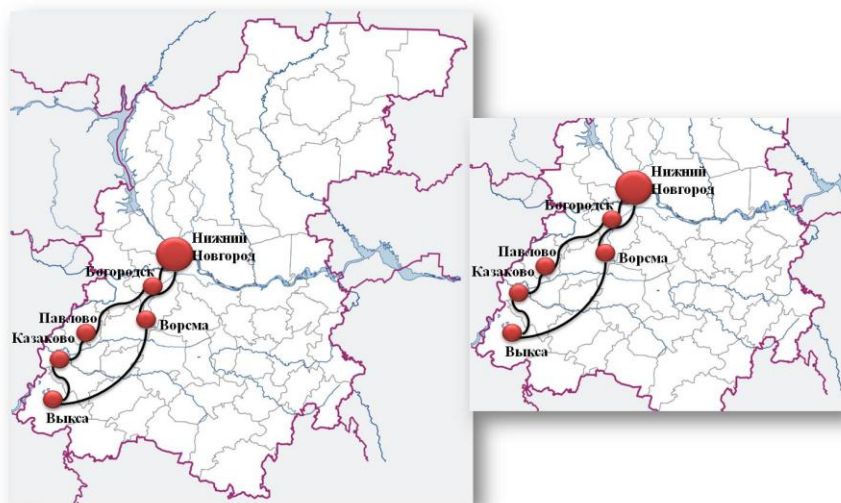 Нижний
Новгород
Богородск
Павлово
Ворсма
Казаково
Выкса
Нижний
Новгород
Богородск
Павлово
Ворсма
Казаково
Выкса